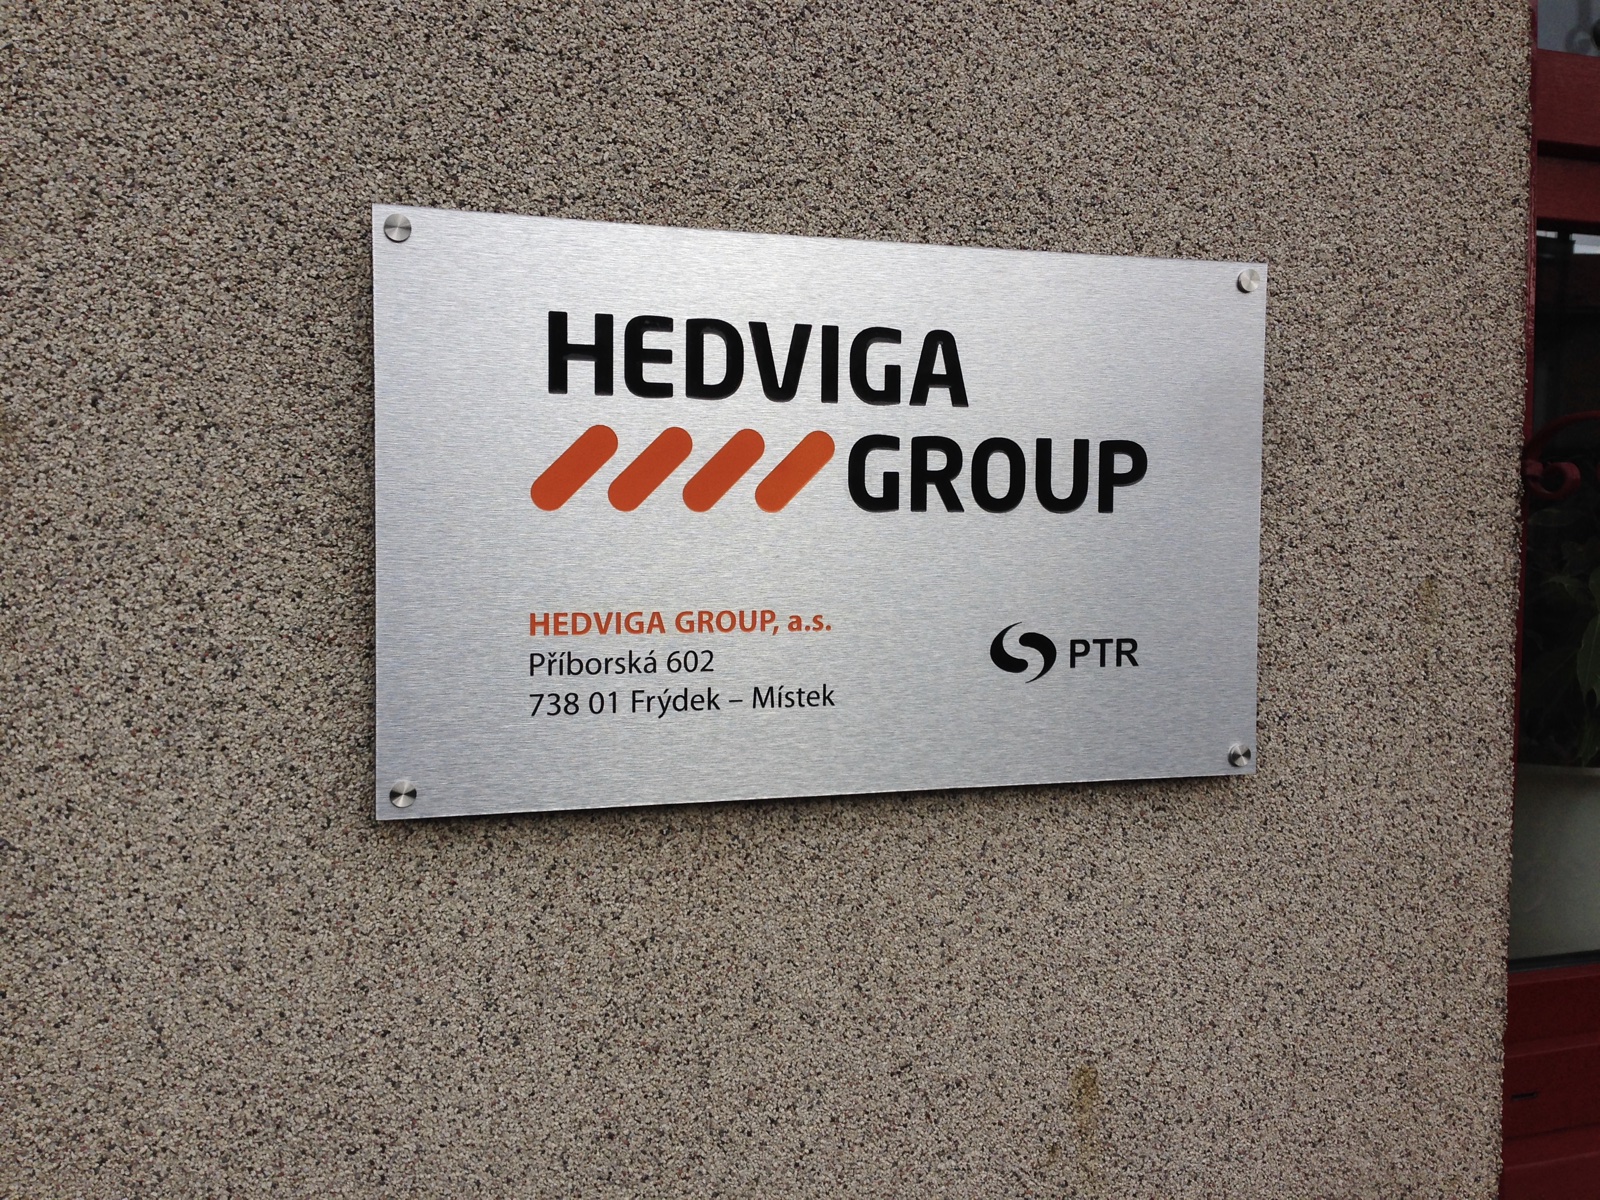 HEDVIGA
GROUP
HEDVIGA GROUP, a.s.
Příborská 602
738 01 Frýdek – Místek
PTR